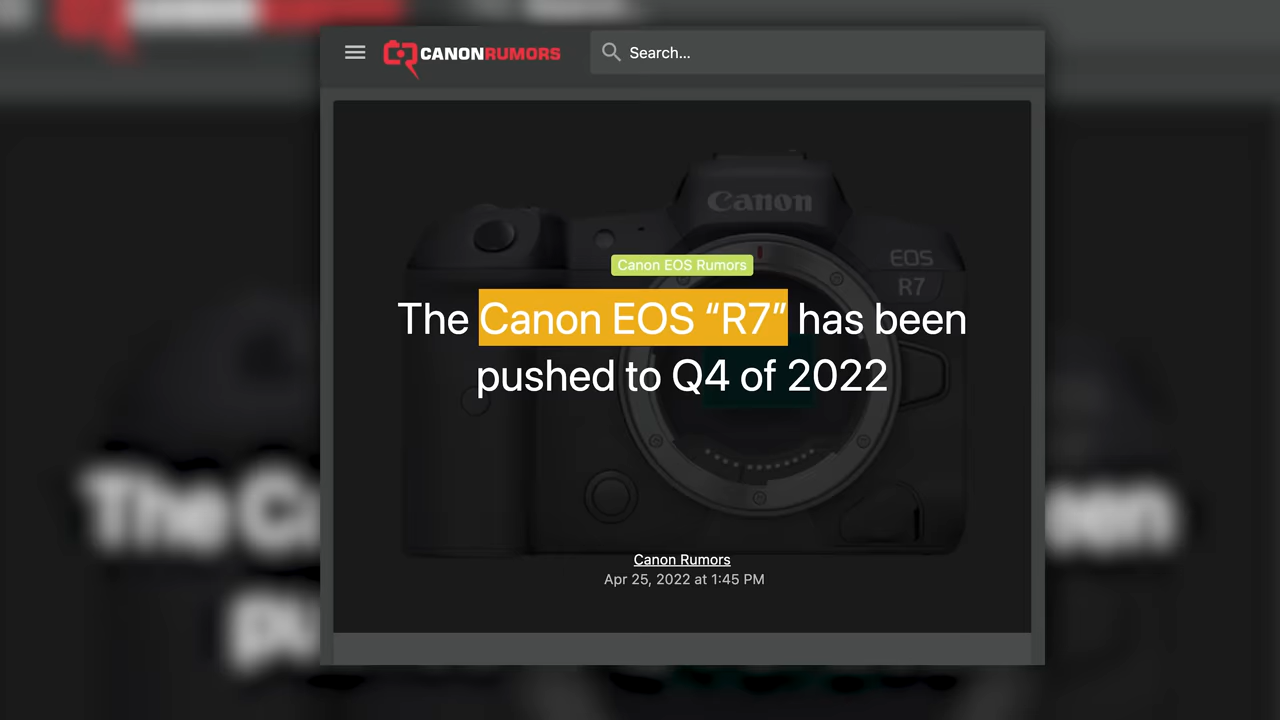 CANONRUMORS
Search...
Canon
EOS
R7
Canon EOS Rumors
The Canon EOS “R7” has been
pushed to Q4 of 2022
Canon Rumors
Apr 25, 2022 at 1:45 PM